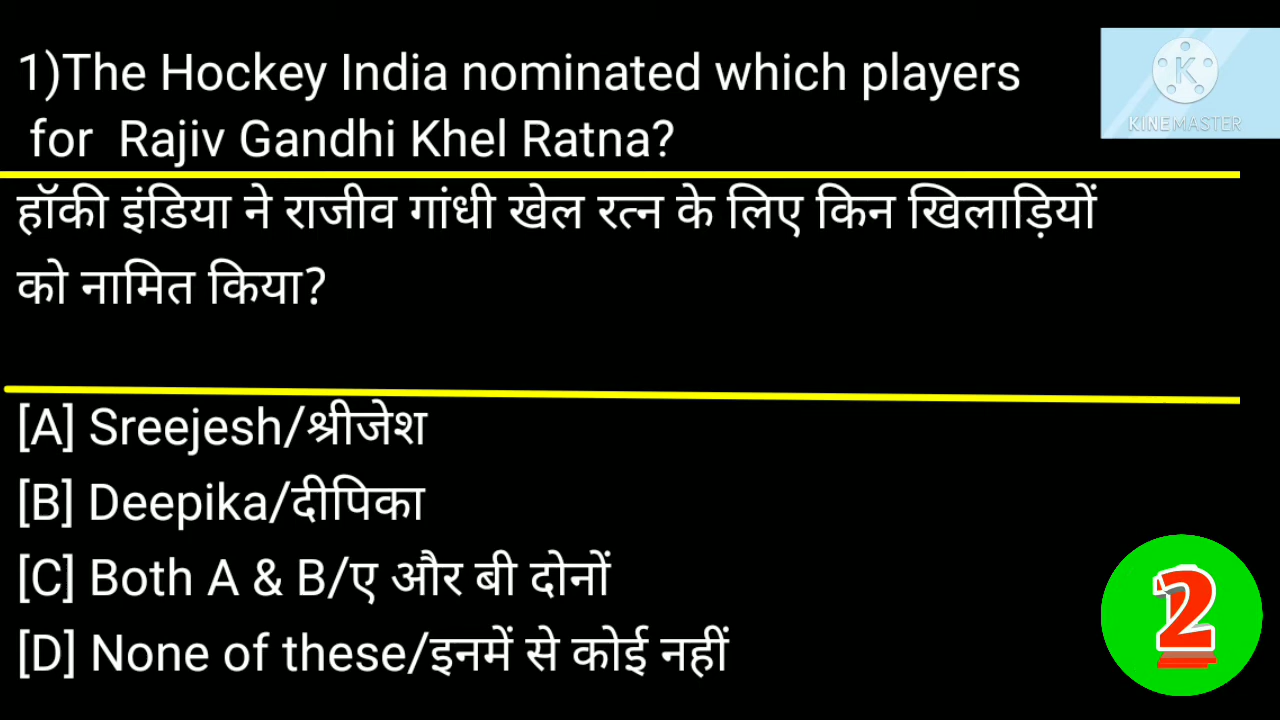 1)The Hockey India nominated which players
for Rajiv Gandhi Khel Ratna?
KINEMASTER
हॉकी इंडिया ने राजीव गांधी खेल रत्न के लिए किन खिलाड़ियों
को नामित किया?
[A] Sreejesh/श्रीजेश
[B] Deepika/दीपिका
[C] Both A & B/ए और बी दोनों
[D] None of these/इनमें से कोई नहीं
2